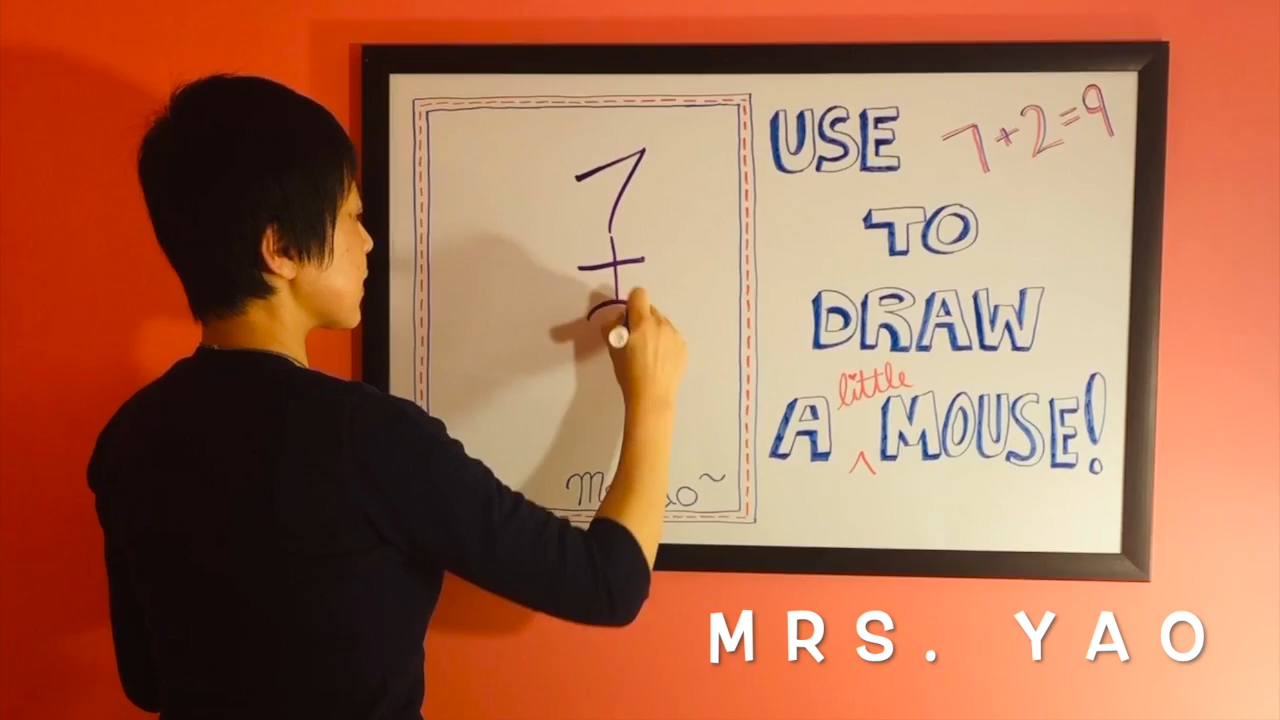 7
+
USE 7+2=9
TO
DRAW
A little MOUSE!
MRS. YAO